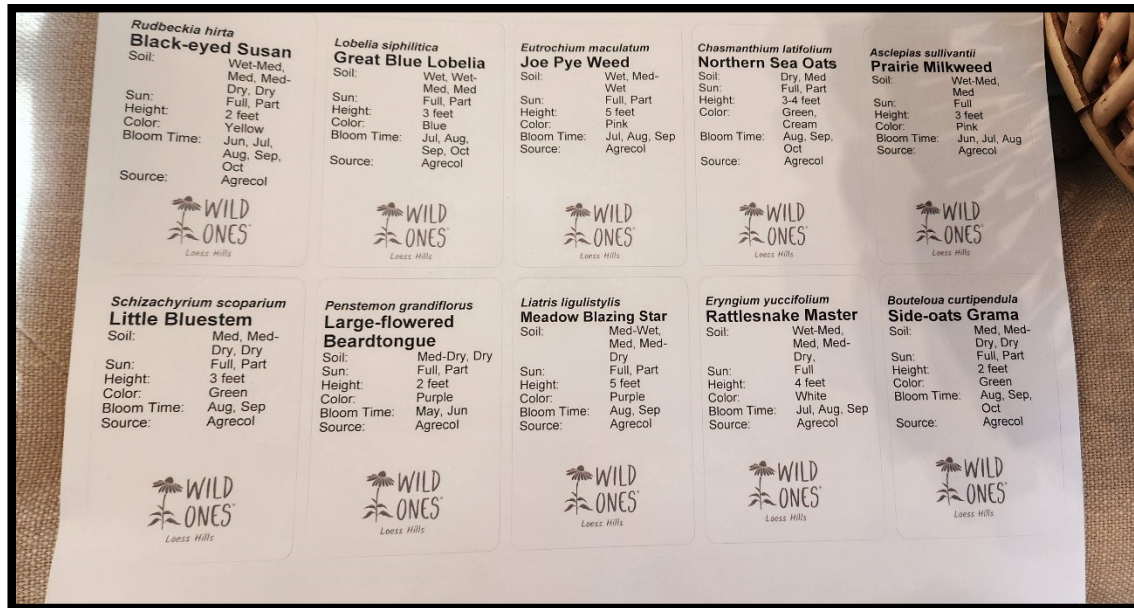 Rudbeckia hirta
Black-eyed Susan
Soil: Wet-Med,
Med, Med-
Dry, Dry
Sun: Full, Part
Height: 2 feet
Color: Yellow
Bloom Time: Jun, Jul,
Aug, Sep,
Oct
Source: Agrecol
WILD
ONES®
Loess Hills
Lobelia siphilitica
Great Blue Lobelia
Soil: Wet, Wet-
Med, Med
Sun: Full, Part
Height: 3 feet
Color: Blue
Bloom Time: Jul, Aug,
Sep, Oct
Source: Agrecol
WILD
ONES®
Loess Hills
Eutrochium maculatum
Joe Pye Weed
Soil: Wet, Med-
Wet
Sun: Full, Part
Height: 5 feet
Color: Pink
Bloom Time: Jul, Aug, Sep
Source: Agrecol
WILD
ONES®
Loess Hills
Chasmanthium latifolium
Northern Sea Oats
Soil: Dry, Med
Sun: Full, Part
Height: 3-4 feet
Color: Green,
Cream
Bloom Time: Aug, Sep,
Oct
Source: Agrecol
WILD
ONES®
Loess Hills
Asclepias sullivantii
Prairie Milkweed
Soil: Wet-Med,
Med
Sun: Full
Height: 3 feet
Color: Pink
Bloom Time: Jun, Jul, Aug
Source: Agrecol
WILD
ONES®
Loess Hills
Schizachyrium scoparium
Little Bluestem
Soil: Med, Med-
Dry, Dry
Sun: Full, Part
Height: 3 feet
Color: Green
Bloom Time: Aug, Sep
Source: Agrecol
WILD
ONES®
Loess Hills
Penstemon grandiflorus
Large-flowered
Beardtongue
Soil: Med-Dry, Dry
Sun: Full, Part
Height: 2 feet
Color: Purple
Bloom Time: May, Jun
Source: Agrecol
WILD
ONES®
Loess Hills
Liatris ligulistylis
Meadow Blazing Star
Soil: Med-Wet,
Med, Med-
Dry
Sun: Full, Part
Height: 5 feet
Color: Purple
Bloom Time: Aug, Sep
Source: Agrecol
WILD
ONES®
Loess Hills
Eryngium yuccifolium
Rattlesnake Master
Soil: Wet-Med,
Med, Med-
Dry,
Sun: Full
Height: 4 feet
Color: White
Bloom Time: Jul, Aug, Sep
Source: Agrecol
WILD
ONES®
Loess Hills
Bouteloua curtipendula
Side-oats Grama
Soil: Med, Med-
Dry, Dry
Sun: Full, Part
Height: 2 feet
Color: Green
Bloom Time: Aug, Sep,
Oct
Source: Agrecol
WILD
ONES®
Loess Hills